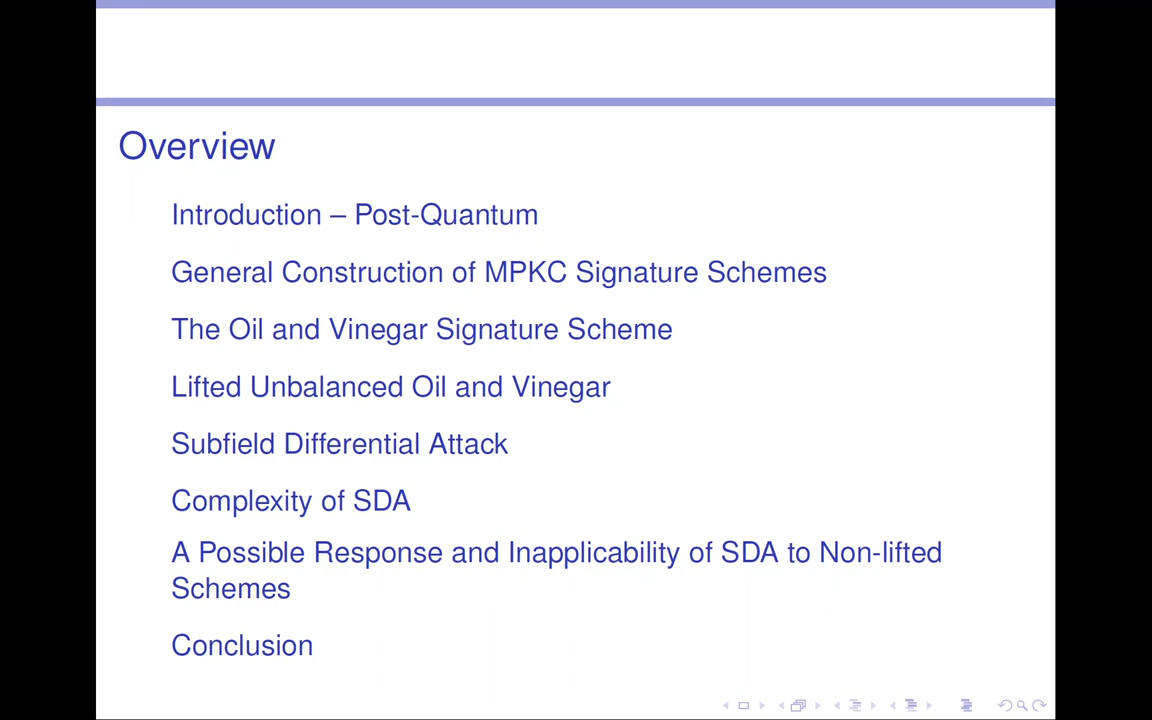 Overview
Introduction – Post-Quantum
General Construction of MPKC Signature Schemes
The Oil and Vinegar Signature Scheme
Lifted Unbalanced Oil and Vinegar
Subfield Differential Attack
Complexity of SDA
A Possible Response and Inapplicability of SDA to Non-lifted
Schemes
Conclusion